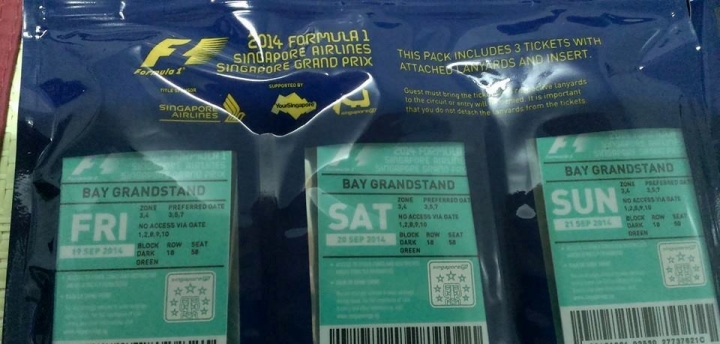 2014 FORMULA 1
SINGAPORE AIRLINES
SINGAPORE GRAND PRIX
Formula 1
TITLE SPONSOR
SINGAPORE
AIRLINES
SUPPORTED BY
YourSingapore
THIS PACK INCLUDES 3 TICKETS WITH
ATTACHED LANYARDS AND INSERT.
Guest must bring the lanyards
to the circuit or entry will It is important
that you do not detach the lanyards from the tickets
BAY GRANDSTAND
FRI
19 SEP 2014
ZONE PREFERRED GATE
3,4 3,5,7
NO ACCESS VIA GATE
1,2,8,9,10
BLOCK ROW SEAT
DARK 18 58
GREEN
BAY GRANDSTAND
SAT
20 SEP 2014
ZONE PREFERRED GATE
3,4 3,5,7
NO ACCESS VIA GATE
1,2,8,9,10
BLOCK ROW SEAT
DARK 18 58
GREEN
BAY GRANDSTAND
SUN
21 SEP 2014
ZONE PREFERRED
3,4 3,5,7
NO ACCESS VIA GATE
1,2,8,9,10
BLOCK ROW SEAT
DARK 18 58
GREEN